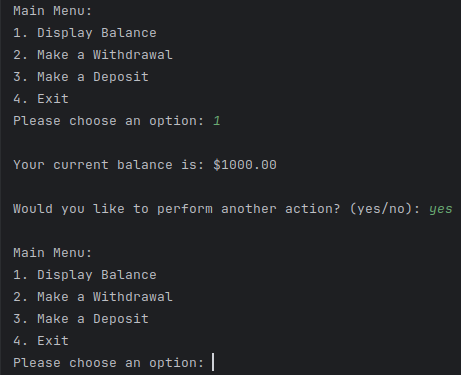 Main Menu:
1. Display Balance
2. Make a Withdrawal
3. Make a Deposit
4. Exit
Please choose an option: 1
Your current balance is: $1000.00
Would you like to perform another action? (yes/no): yes
Main Menu:
1. Display Balance
2. Make a Withdrawal
3. Make a Deposit
4. Exit
Please choose an option: